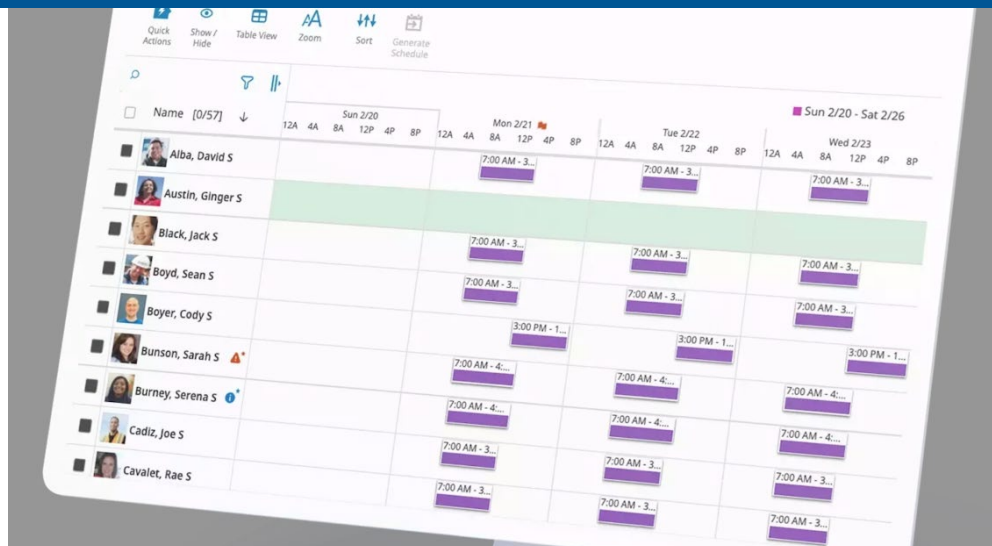 Quick Actions
Show / Hide
Table View
Zoom
Sort
Generate Schedule
Sun 2/20 - Sat 2/26
Name [0/57]
Sun 2/20
Mon 2/21
Tue 2/22
Wed 2/23
12A 4A 8A 12P 4P 8P 12A 4A 8A 12P 4P 8P 12A 4A 8A 12P 4P 8P 12A 4A 8A 12P 4P 8P
Alba, David S
7:00 AM - 3... 7:00 AM - 3... 7:00 AM - 3...
Austin, Ginger S
Black, Jack S
7:00 AM - 3... 7:00 AM - 3... 7:00 AM - 3...
Boyd, Sean S
7:00 AM - 3... 7:00 AM - 3... 7:00 AM - 3...
Boyer, Cody S
3:00 PM - 1... 3:00 PM - 1... 3:00 PM - 1...
Bunson, Sarah S
7:00 AM - 4:... 7:00 AM - 4:... 7:00 AM - 4:...
Burney, Serena S
7:00 AM - 4:... 7:00 AM - 4:... 7:00 AM - 4:...
Cadiz, Joe S
7:00 AM - 3... 7:00 AM - 3... 7:00 AM - 3...
Cavalet, Rae S
7:00 AM - 3... 7:00 AM - 3... 7:00 AM - 3...